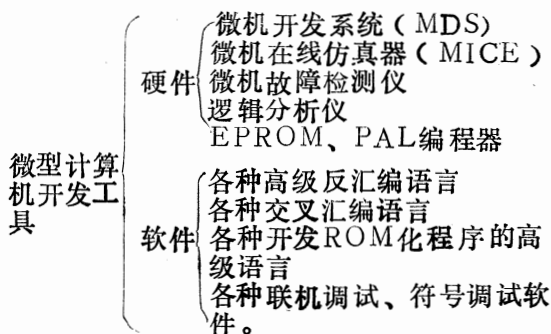 微机开发系统（MDS）
微机在线仿真器（MICE）
硬件
微机故障检测仪
逻辑分析仪
EPROM、PAL编程器
微型计算
机开发工
具
各种高级反汇编语言
各种交叉汇编语言
软件
各种开发ROM化程序的高
级语言
各种联机调试、符号调试软
件。